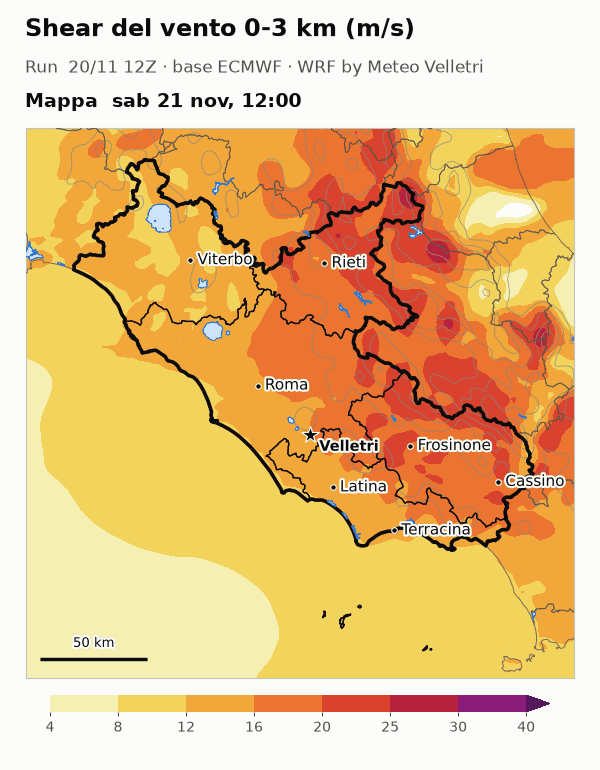 Shear del vento 0-3 km (m/s)
Run  20/11 12Z · base ECMWF · WRF by Meteo Velletri
Mappa  sab 21 nov, 12:00
Viterbo
Rieti
Roma
Velletri
Frosinone
Latina
Cassino
Terracina
50 km
4 8 12 16 20 25 30 40